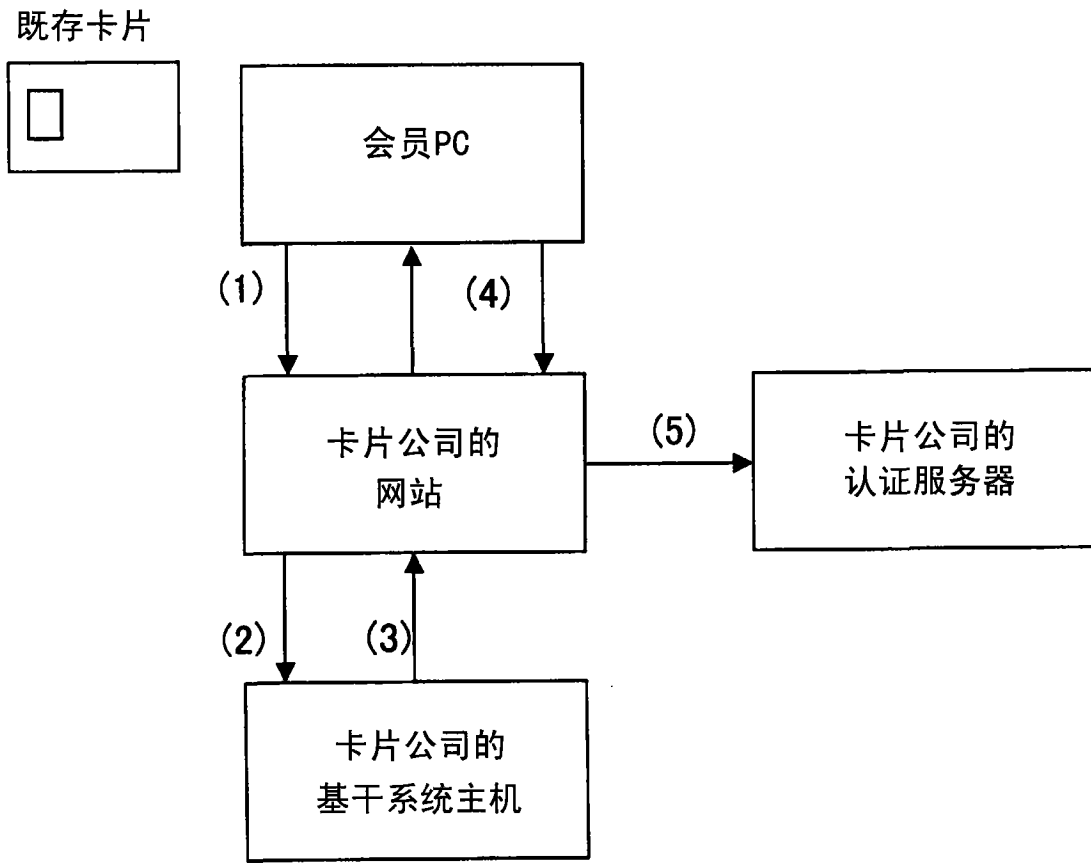 既存卡片
会员PC
(1)
(4)
卡片公司的
网站
(5)
卡片公司的
认证服务器
(2)
(3)
卡片公司的
基干系统主机